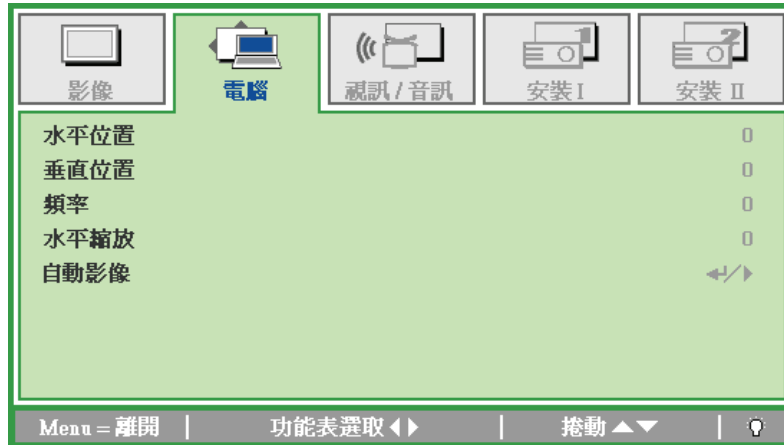 影像
電腦
視訊 / 音訊
安裝 I
安裝 II
水平位置 0
垂直位置 0
頻率 0
水平縮放 0
自動影像
Menu = 離開 功能表選取 捲動